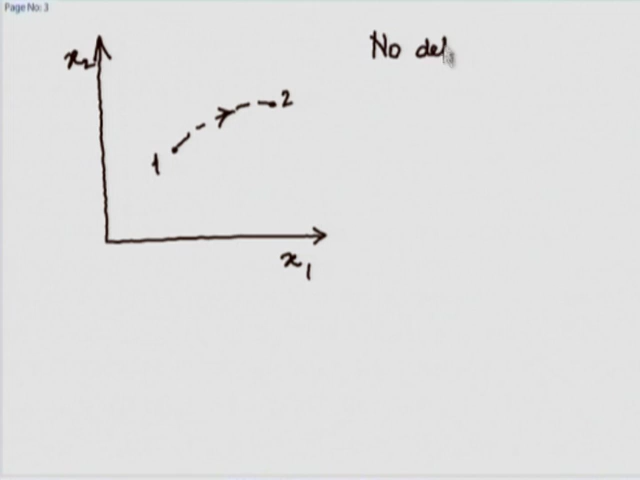 Page No: 3
x₂
No del
2
1
x₁